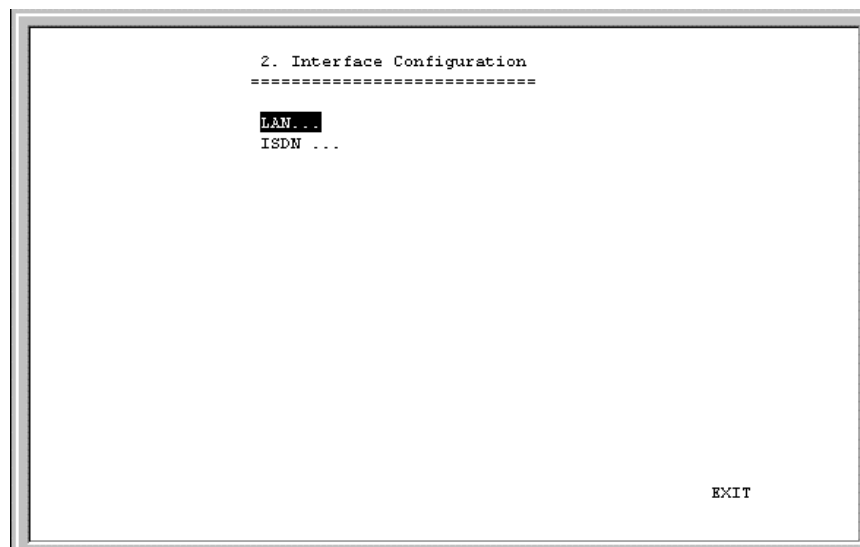 2. Interface Configuration
============================
LAN...
ISDN ...
EXIT